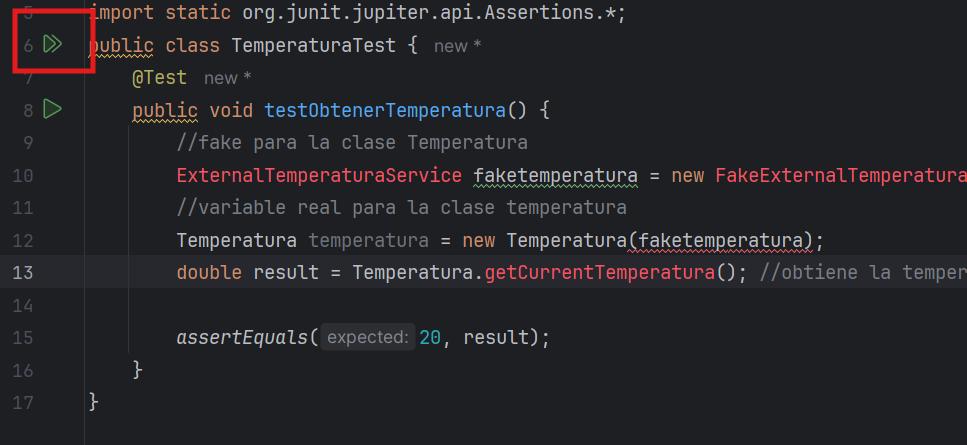 5 import static org.junit.jupiter.api.Assertions.*;
6 public class TemperaturaTest { new *
7 @Test new *
8 public void testObtenerTemperatura() {
9 //fake para la clase Temperatura
10 ExternalTemperaturaService faketemperatura = new FakeExternalTemperatura
11 //variable real para la clase temperatura
12 Temperatura temperatura = new Temperatura(faketemperatura);
13 double result = Temperatura.getCurrentTemperatura(); //obtiene la temper
14
15 assertEquals( expected: 20, result);
16 }
17 }